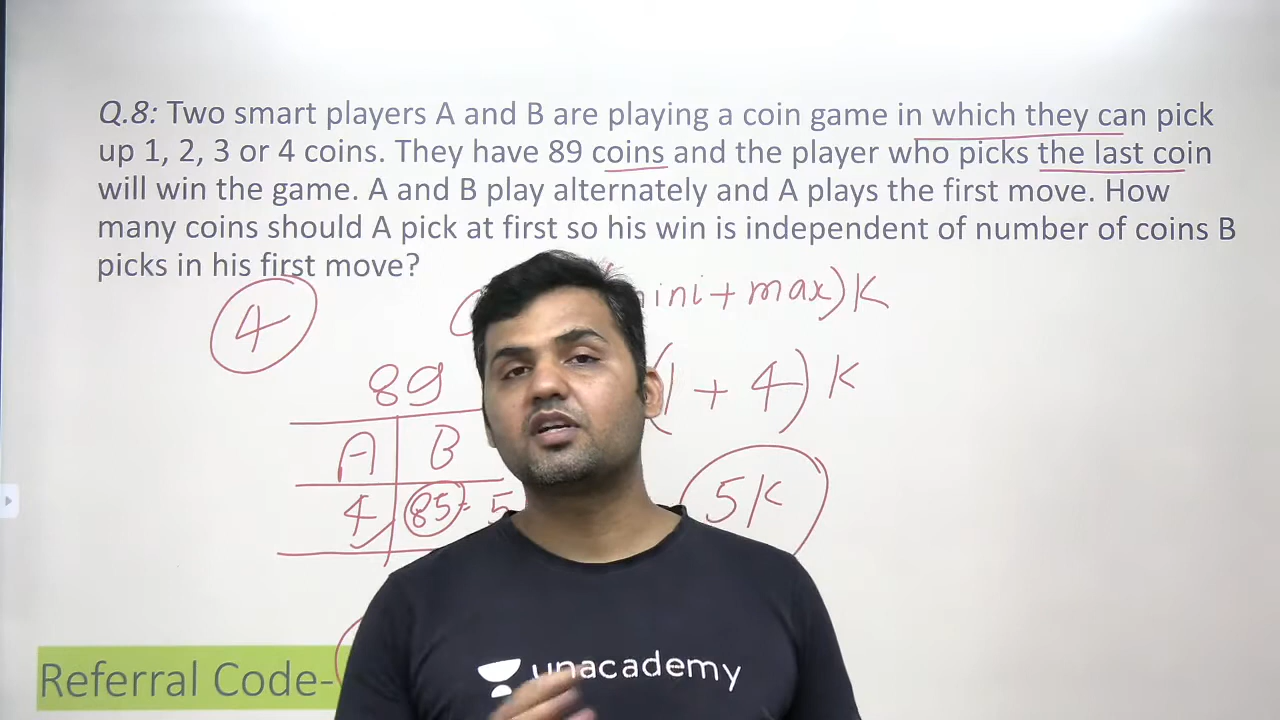 Q.8: Two smart players A and B are playing a coin game in which they can pick
up 1, 2, 3 or 4 coins. They have 89 coins and the player who picks the last coin
will win the game. A and B play alternately and A plays the first move. How
many coins should A pick at first so his win is independent of number of coins B
picks in his first move?
4
ini + max) K
89
(1 + 4) K
A B
4 85 = 5
5K
Referral Code-
unacademy